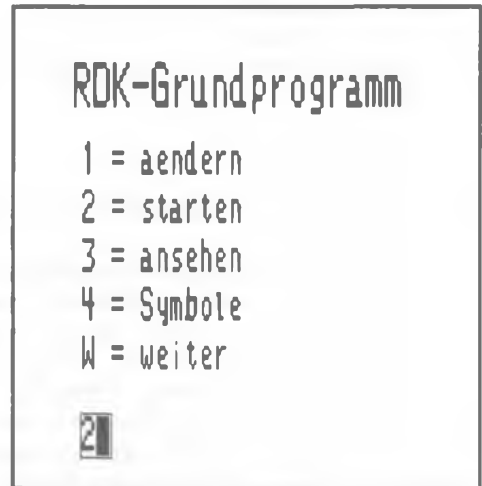 RDK-Grundprogramm
1 = aendern
2 = starten
3 = ansehen
4 = Symbole
W = weiter
2